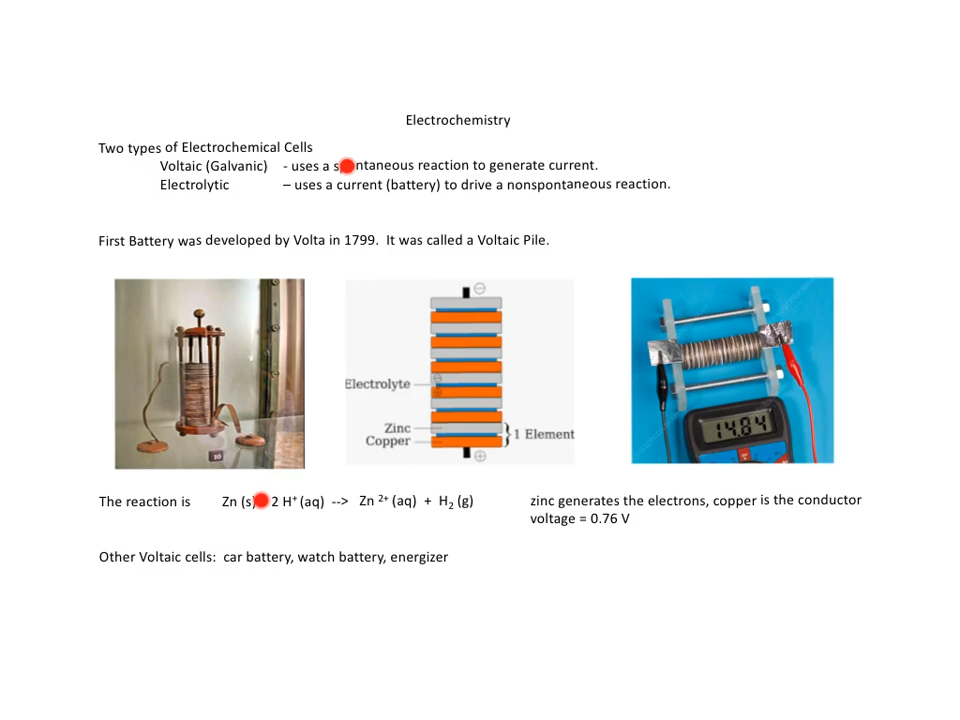 Electrochemistry
Two types of Electrochemical Cells
Voltaic (Galvanic) - uses a s ntaneous reaction to generate current.
Electrolytic – uses a current (battery) to drive a nonspontaneous reaction.
First Battery was developed by Volta in 1799. It was called a Voltaic Pile.
Electrolyte
Zinc
Copper
1 Element
14.84
The reaction is Zn (s) 2 H⁺ (aq) --> Zn ²⁺ (aq) + H₂ (g)
zinc generates the electrons, copper is the conductor
voltage = 0.76 V
Other Voltaic cells: car battery, watch battery, energizer